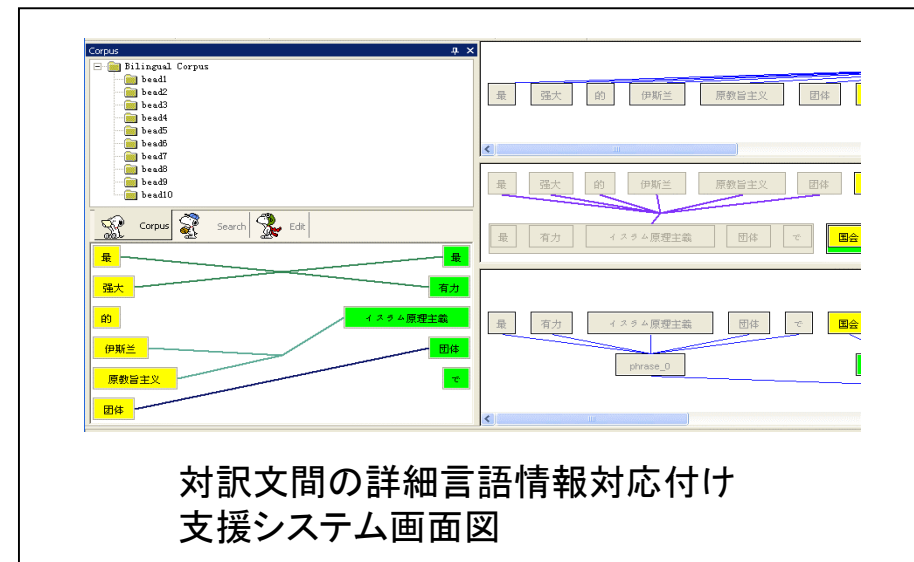 Corpus
Bilingual Corpus
bead1
bead2
bead3
bead4
bead5
bead6
bead7
bead8
bead9
bead10
Corpus Search Edit
最 最
强大 有力
的 イスラム原理主義
伊斯兰 团体
原教旨主义 で
团体
最 强大 的 伊斯兰 原教旨主义 团体
最 强大 的 伊斯兰 原教旨主义 团体
最 有力 イスラム原理主義 団体 で 国会
最 有力 イスラム原理主義 団体 で 国会
phrase_0
対訳文間の詳細言語情報対応付け
支援システム画面図